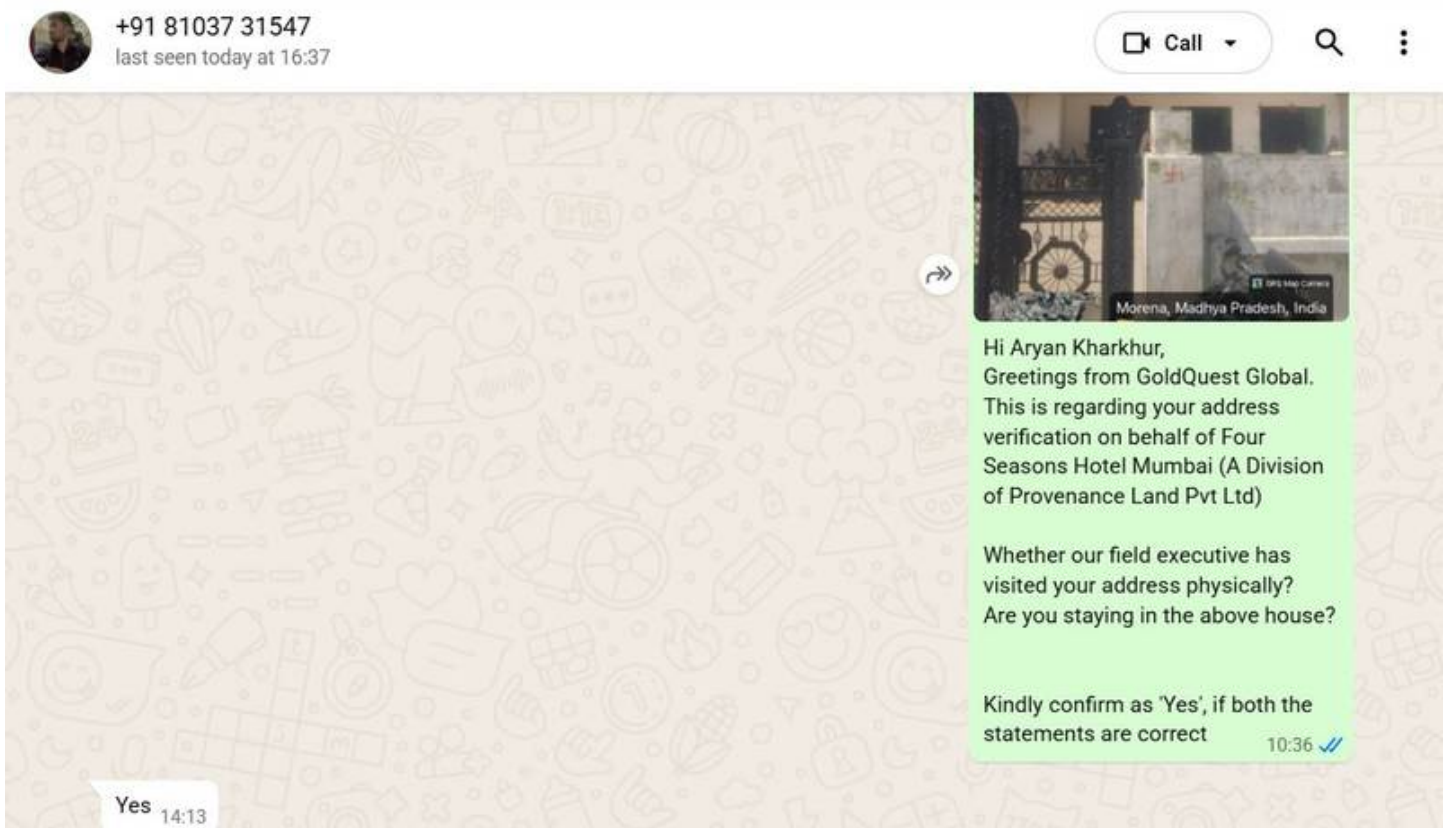 +91 81037 31547
last seen today at 16:37
Call
GPS Map Camera
Morena, Madhya Pradesh, India
Hi Aryan Kharkhur,
Greetings from GoldQuest Global.
This is regarding your address
verification on behalf of Four
Seasons Hotel Mumbai (A Division
of Provenance Land Pvt Ltd)
Whether our field executive has
visited your address physically?
Are you staying in the above house?
Kindly confirm as 'Yes', if both the
statements are correct
10:36
Yes
14:13